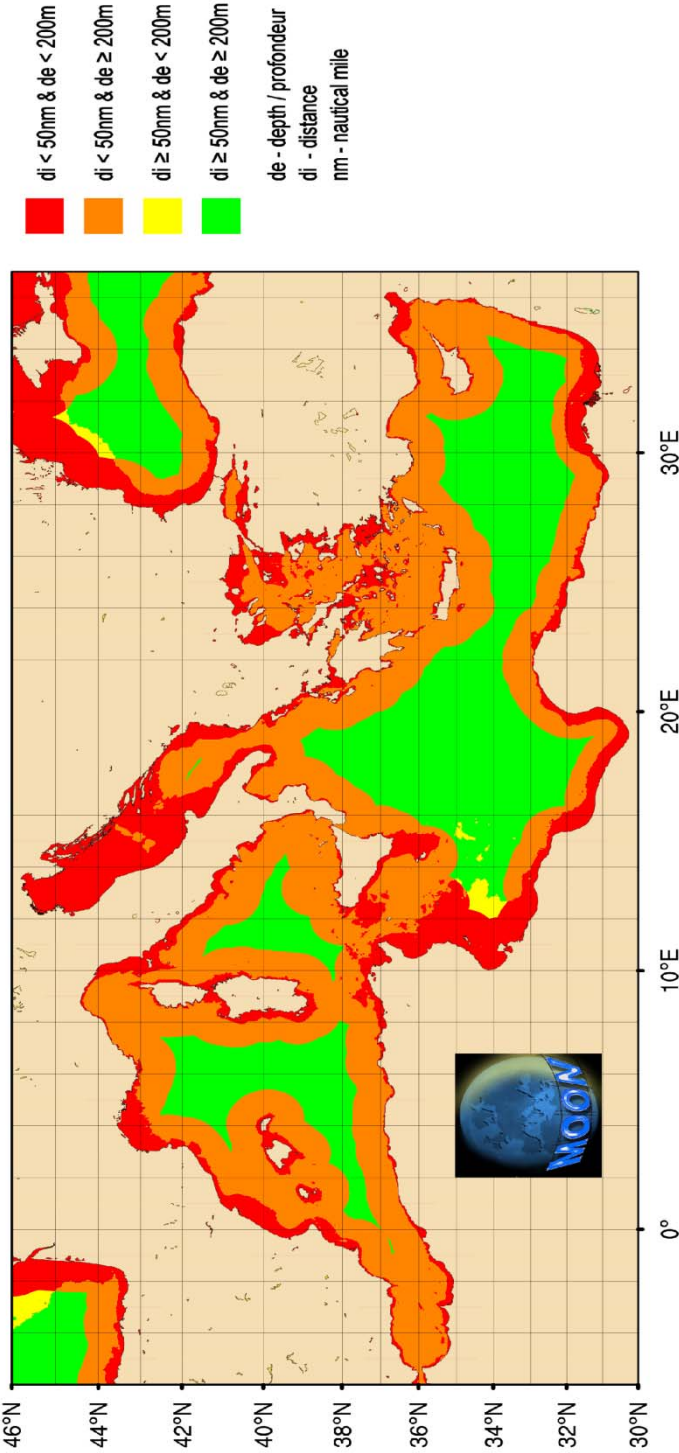 di < 50nm & de < 200m
di < 50nm & de ≥ 200m
di ≥ 50nm & de < 200m
di ≥ 50nm & de ≥ 200m
de - depth / profondeur
di - distance
nm - nautical mile
46°N
44°N
42°N
40°N
38°N
36°N
34°N
32°N
30°N
0°
10°E
20°E
30°E
MOON